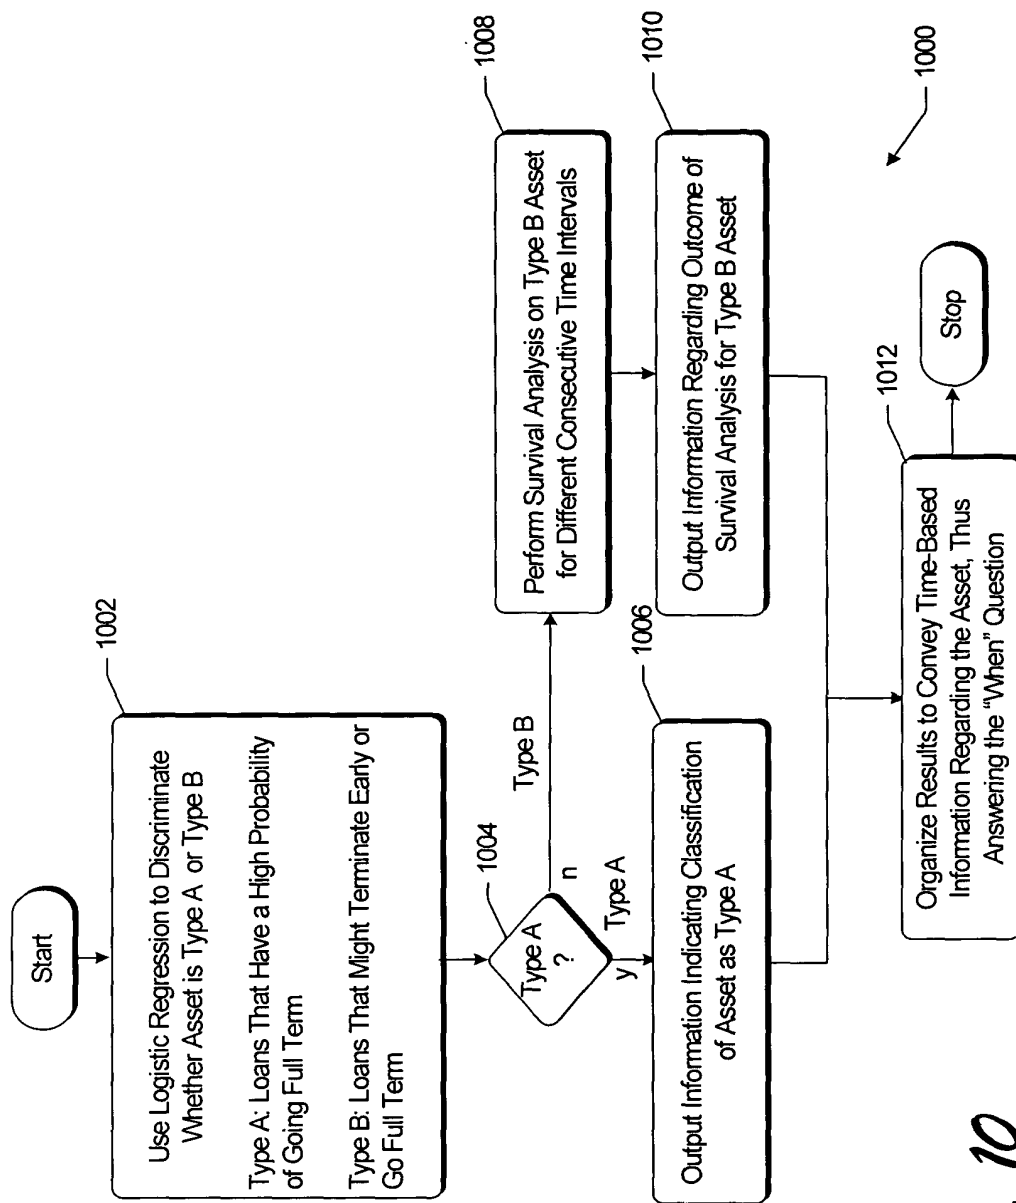 Start
1002
Use Logistic Regression to Discriminate
Whether Asset is Type A or Type B
Type A: Loans That Have a High Probability
of Going Full Term
Type B: Loans That Might Terminate Early or
Go Full Term
1004
Type A
?
n
Type B
y
Type A
1008
Perform Survival Analysis on Type B Asset
for Different Consecutive Time Intervals
1006
Output Information Indicating Classification
of Asset as Type A
1010
Output Information Regarding Outcome of
Survival Analysis for Type B Asset
1012
Organize Results to Convey Time-Based
Information Regarding the Asset, Thus
Answering the "When" Question
Stop
1000
10